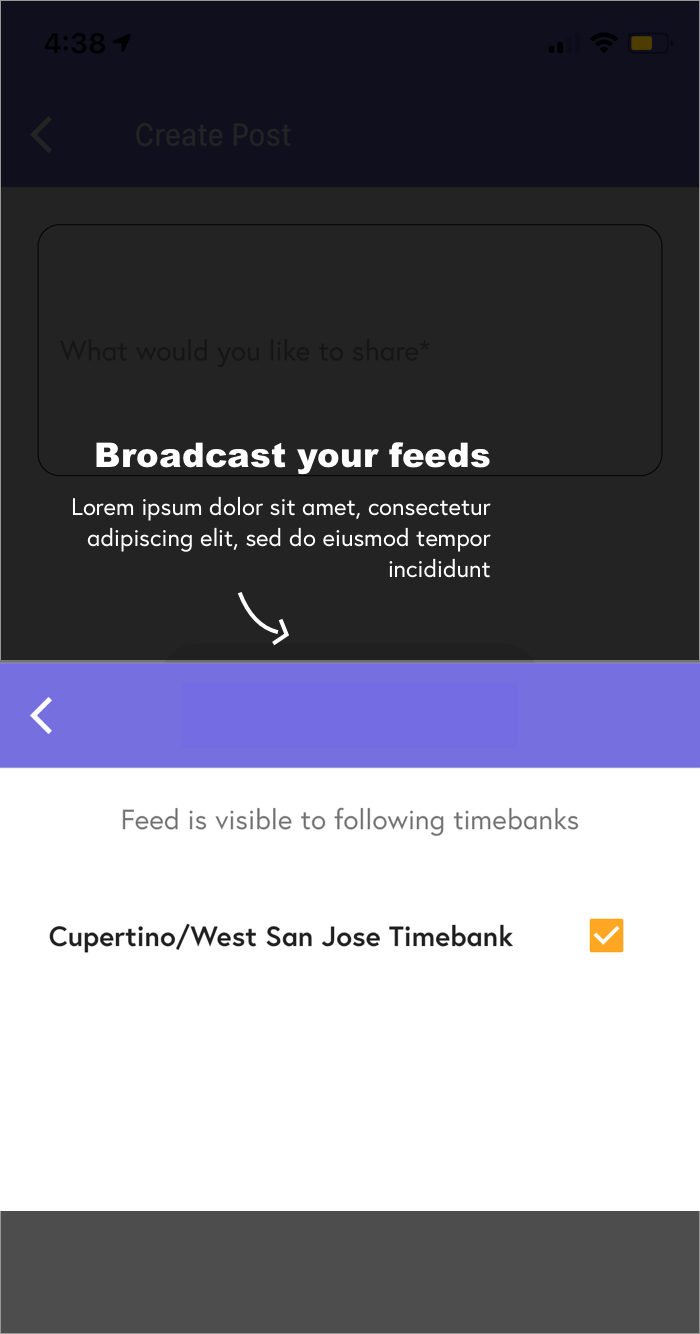 4:38
Create Post
What would you like to share*
Broadcast your feeds
Lorem ipsum dolor sit amet, consectetur
adipiscing elit, sed do eiusmod tempor
incididunt
Feed is visible to following timebanks
Cupertino/West San Jose Timebank